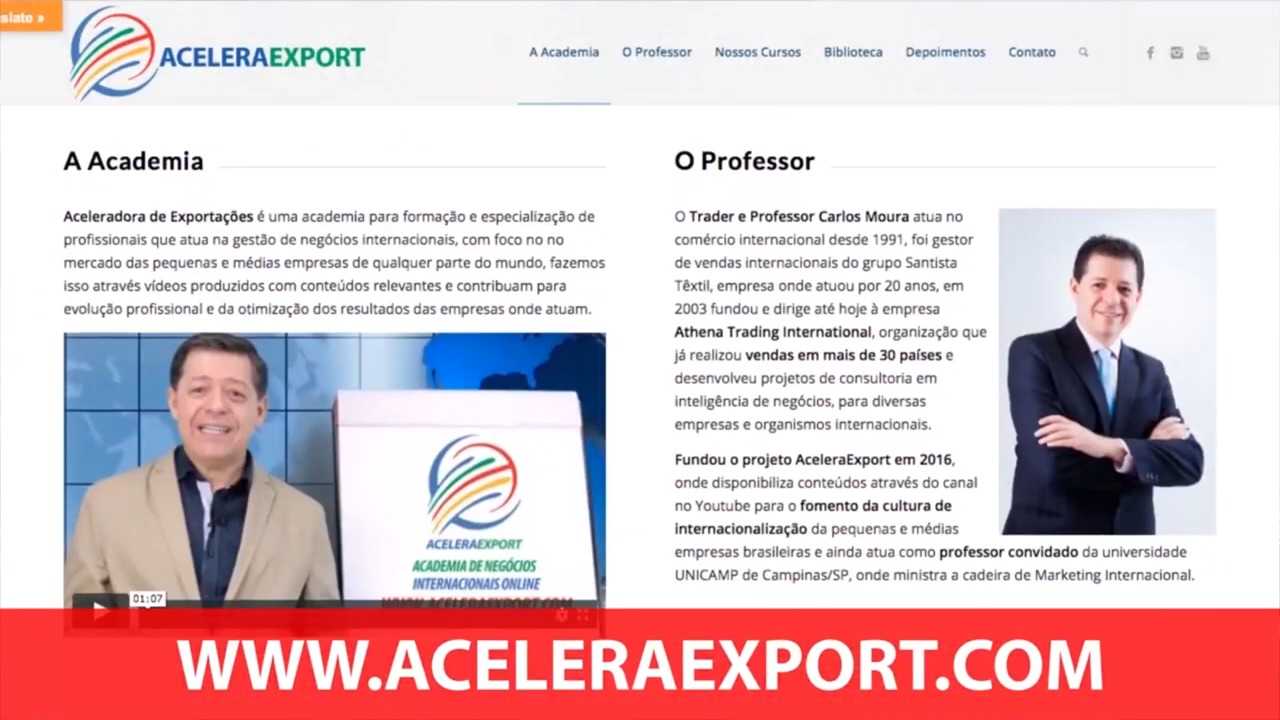 slate »
ACELERAEXPORT
A Academia O Professor Nossos Cursos Biblioteca Depoimentos Contato
A Academia
Aceleradora de Exportações é uma academia para formação e especialização de
profissionais que atua na gestão de negócios internacionais, com foco no no
mercado das pequenas e médias empresas de qualquer parte do mundo, fazemos
isso através vídeos produzidos com conteúdos relevantes e contribuam para
evolução profissional e da otimização dos resultados das empresas onde atuam.
ACELERAEXPORT
ACADEMIA DE NEGÓCIOS
INTERNACIONAIS ONLINE
WWW.ACELERAEXPORT.COM
01:07
O Professor
O Trader e Professor Carlos Moura atua no
comércio internacional desde 1991, foi gestor
de vendas internacionais do grupo Santista
Têxtil, empresa onde atuou por 20 anos, em
2003 fundou e dirige até hoje à empresa
Athena Trading International, organização que
já realizou vendas em mais de 30 países e
desenvolveu projetos de consultoria em
inteligência de negócios, para diversas
empresas e organismos internacionais.
Fundou o projeto AceleraExport em 2016,
onde disponibiliza conteúdos através do canal
no Youtube para o fomento da cultura de
internacionalização da pequenas e médias
empresas brasileiras e ainda atua como professor convidado da universidade
UNICAMP de Campinas/SP, onde ministra a cadeira de Marketing Internacional.
WWW.ACELERAEXPORT.COM